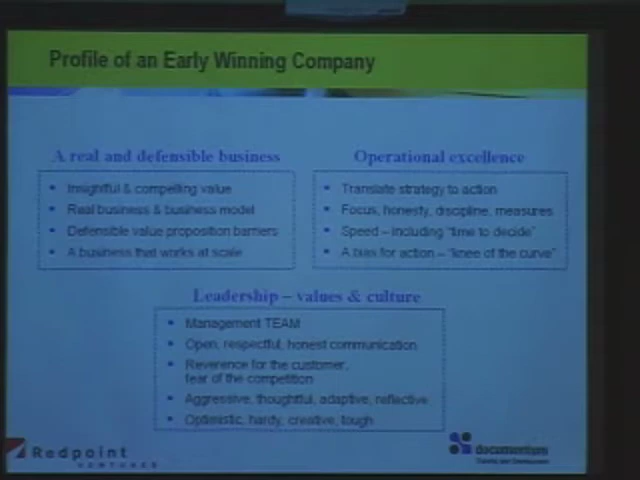 Profile of an Early Winning Company
A real and defensible business
• Insightful & compelling value
• Real business & business model
• Defensible value proposition barriers
• A business that works at scale
Operational excellence
• Translate strategy to action
• Focus, honesty, discipline, measures
• Speed – including "time to decide"
• A bias for action – "knee of the curve"
Leadership – values & culture
• Management TEAM
• Open, respectful, honest communication
• Reverence for the customer,
fear of the competition
• Aggressive, thoughtful, adaptive, reflective
• Optimistic, hardy, creative, tough
Redpoint
VENTURES
documentum